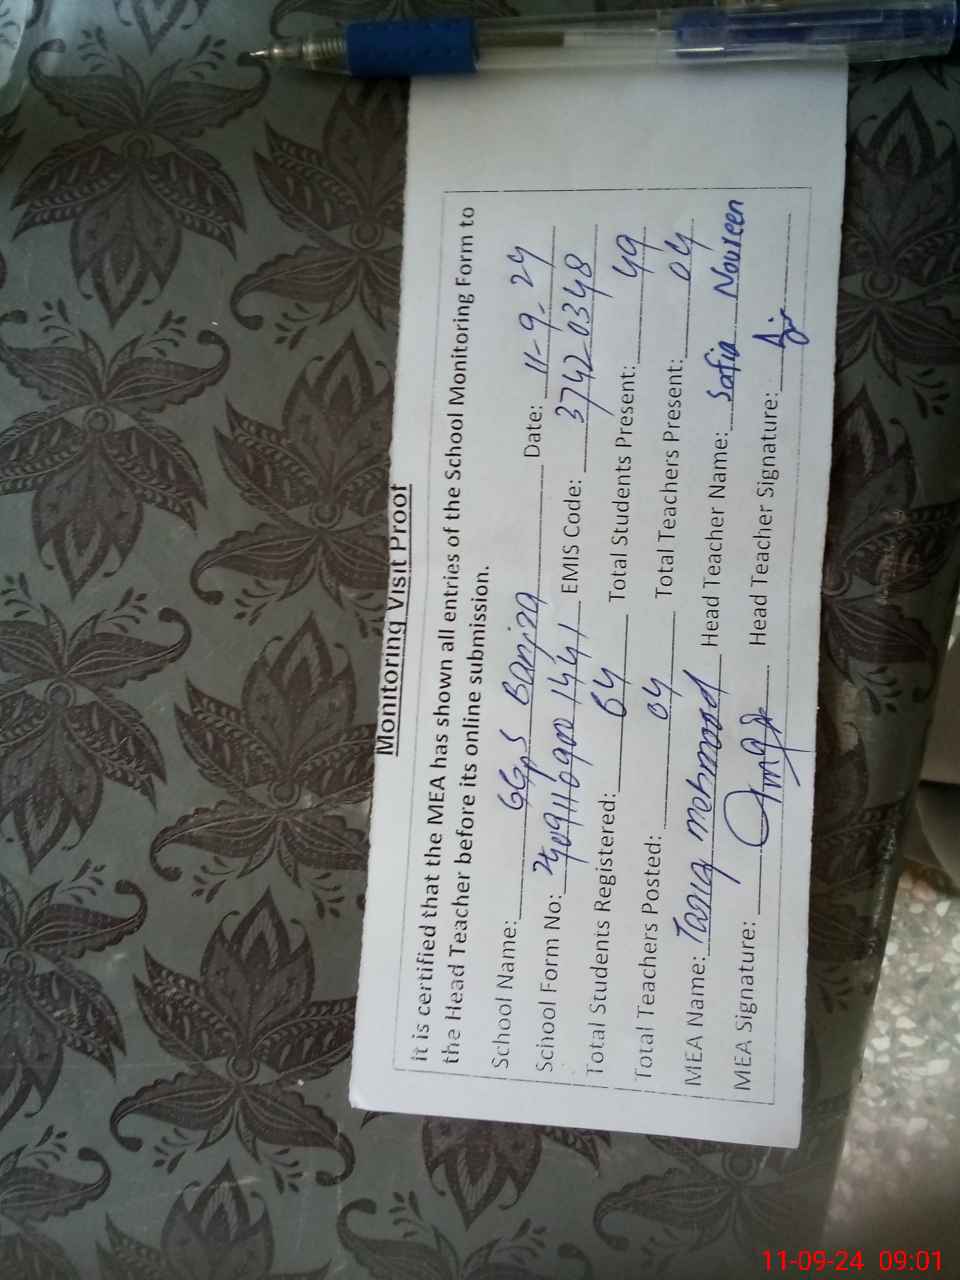 Monitoring Visit Proof
It is certified that the MEA has shown all entries of the School Monitoring Form to
the Head Teacher before its online submission.
School Name: GGPS Baniza Date: 11-9-24
School Form No: EMIS Code: 37420348
Total Students Registered: 64 Total Students Present: 49
Total Teachers Posted: 04 Total Teachers Present: 04
MEA Name: Tariq mehmood Head Teacher Name: Safia Noureen
MEA Signature: Head Teacher Signature:
11-09-24 09:01